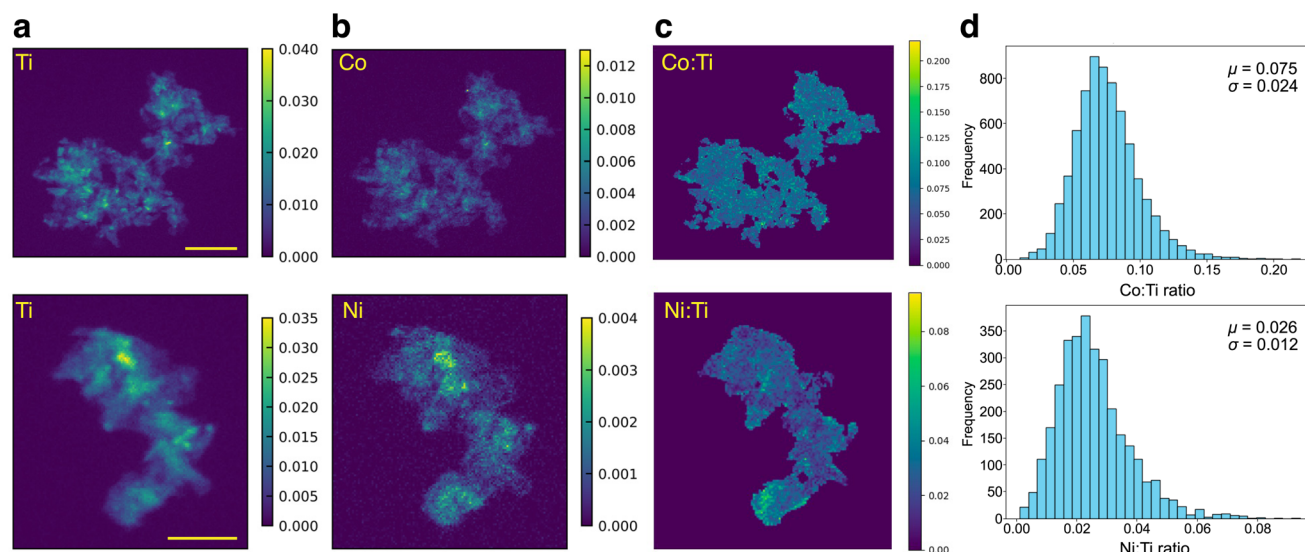 a
b
c
d
Ti
0.040
0.030
0.020
0.010
0.000
Co
0.012
0.010
0.008
0.006
0.004
0.002
0.000
Co:Ti
0.200
0.175
0.150
0.125
0.100
0.075
0.050
0.025
0.000
μ = 0.075
σ = 0.024
Frequency
800
600
400
200
0
0.00 0.05 0.10 0.15 0.20
Co:Ti ratio
Ti
0.035
0.030
0.025
0.020
0.015
0.010
0.005
0.000
Ni
0.004
0.003
0.002
0.001
0.000
Ni:Ti
0.08
0.06
0.04
0.02
0.00
μ = 0.026
σ = 0.012
Frequency
350
300
250
200
150
100
50
0
0.00 0.02 0.04 0.06 0.08
Ni:Ti ratio